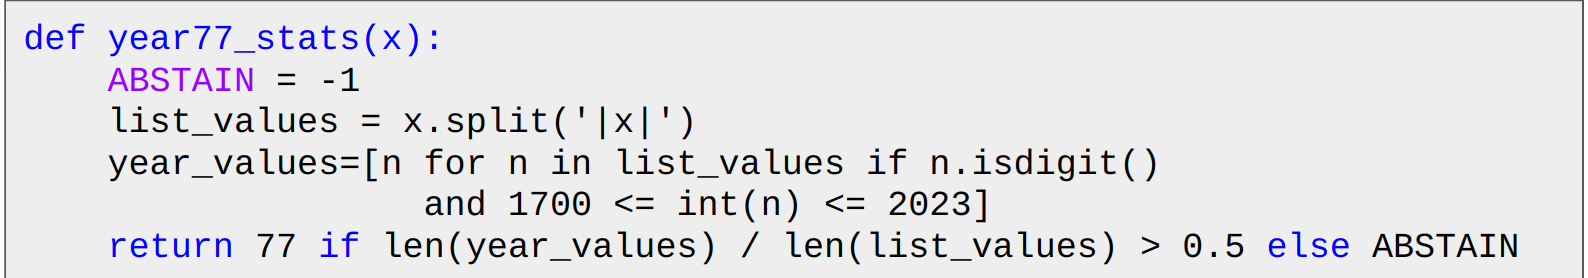 def year77_stats(x):
    ABSTAIN = -1
    list_values = x.split('|x|')
    year_values=[n for n in list_values if n.isdigit()
                   and 1700 <= int(n) <= 2023]
    return 77 if len(year_values) / len(list_values) > 0.5 else ABSTAIN